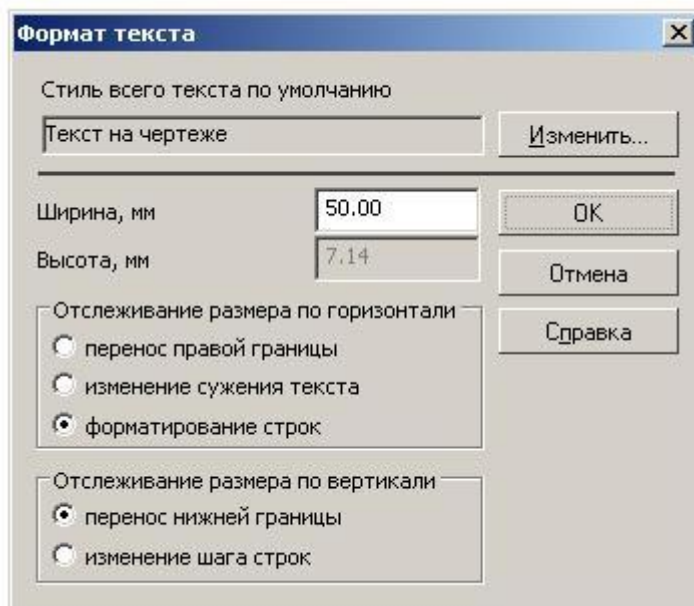 Формат текста
Стиль всего текста по умолчанию
Текст на чертеже
Изменить...
Ширина, мм
50.00
OK
Высота, мм
7.14
Отмена
Отслеживание размера по горизонтали
Справка
перенос правой границы
изменение сужения текста
форматирование строк
Отслеживание размера по вертикали
перенос нижней границы
изменение шага строк